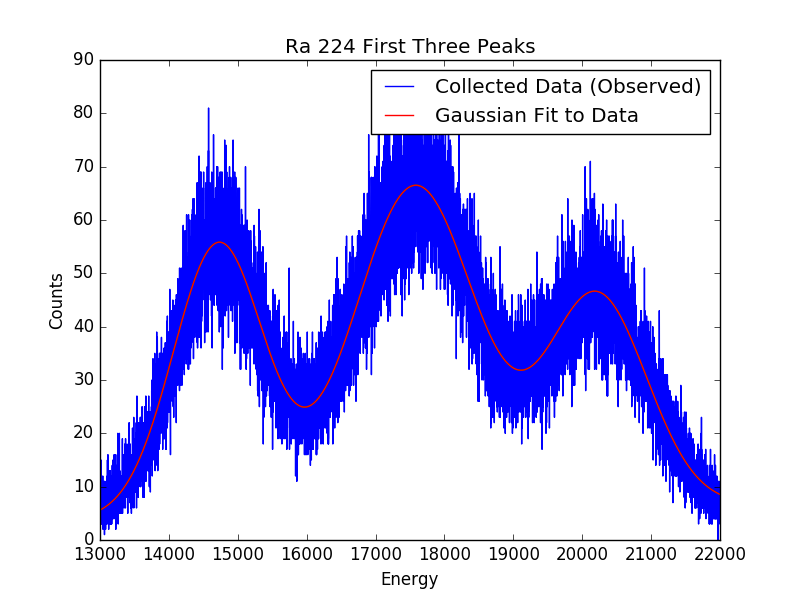 Ra 224 First Three Peaks
Collected Data (Observed)
Gaussian Fit to Data
90
80
70
60
50
40
30
20
10
0
Counts
13000 14000 15000 16000 17000 18000 19000 20000 21000 22000
Energy